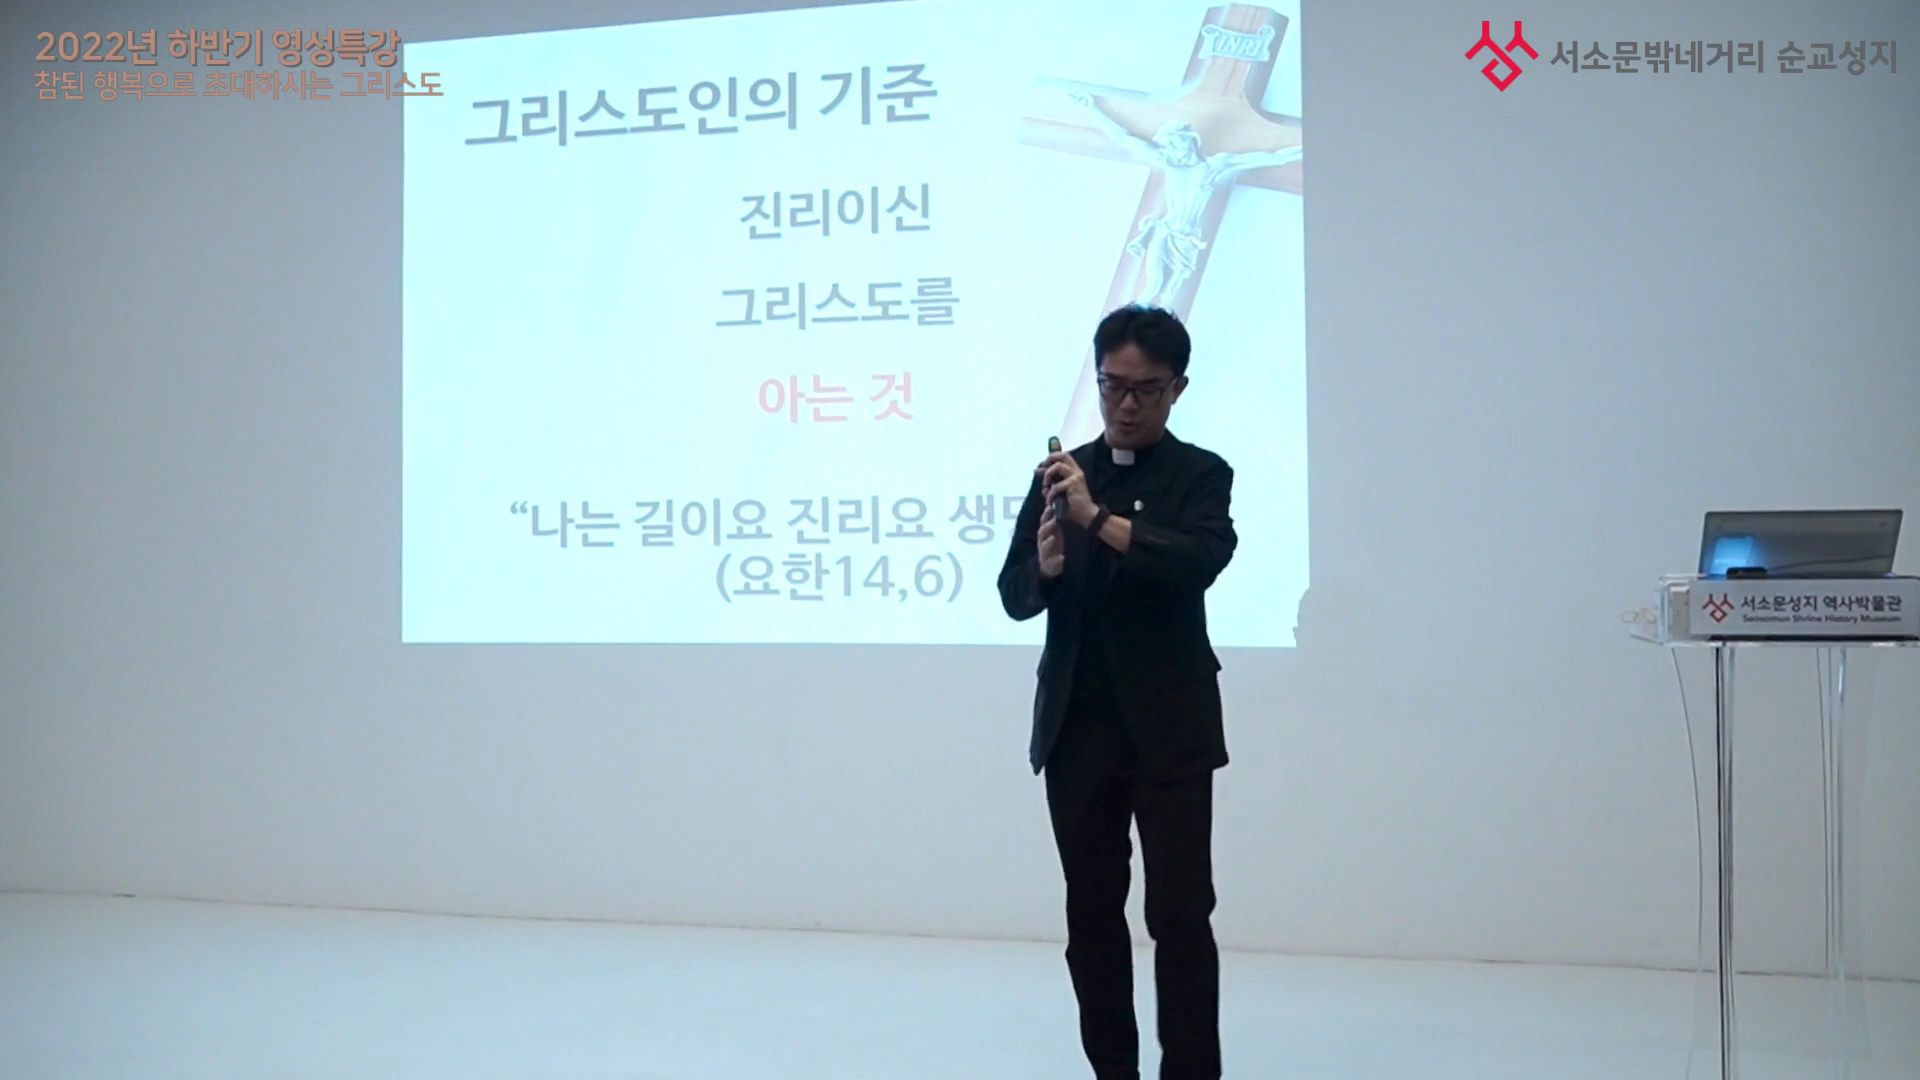 2022년 하반기 영성특강
참된 행복으로 초대하시는 그리스도
서소문밖네거리 순교성지
INRI
그리스도인의 기준
진리이신
그리스도를
아는 것
“나는 길이요 진리요
(요한14,6)
서소문성지 역사박물관
Seosomun Shrine History Museum